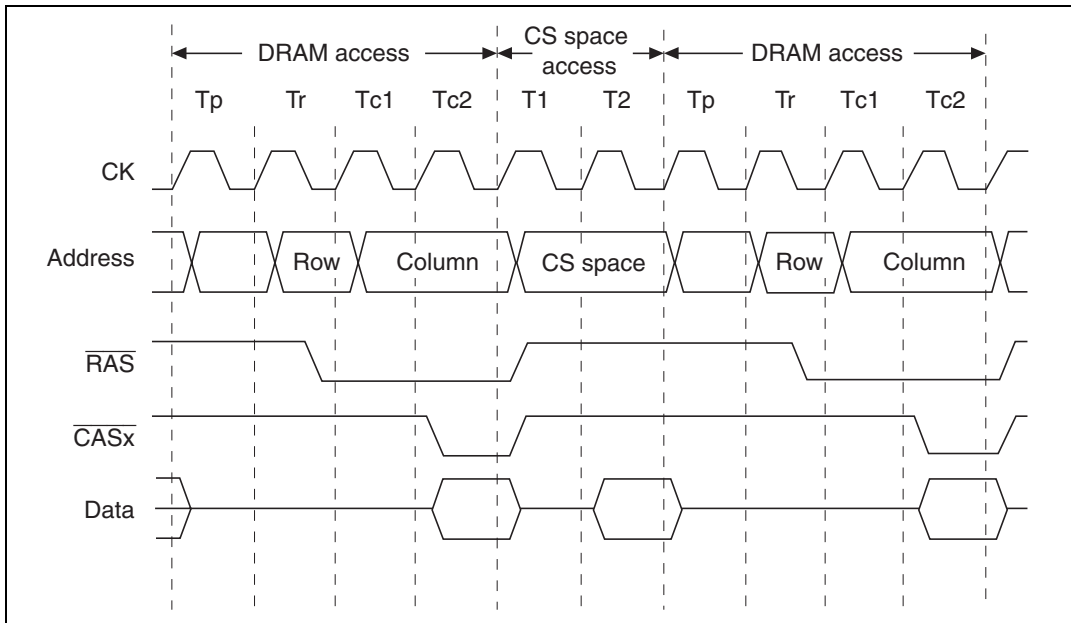 DRAM access CS space access DRAM access
Tp Tr Tc1 Tc2 T1 T2 Tp Tr Tc1 Tc2
CK
Address Row Column CS space Row Column
RAS
CASx
Data